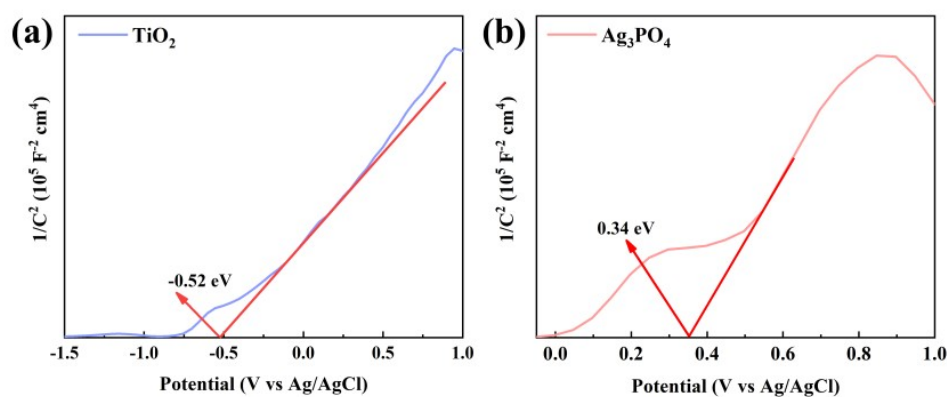 (a)
TiO₂
1/C² (10⁵ F⁻² cm⁴)
-0.52 eV
-1.5 -1.0 -0.5 0.0 0.5 1.0
Potential (V vs Ag/AgCl)
(b)
Ag₃PO₄
1/C² (10⁵ F⁻² cm⁴)
0.34 eV
0.0 0.2 0.4 0.6 0.8 1.0
Potential (V vs Ag/AgCl)